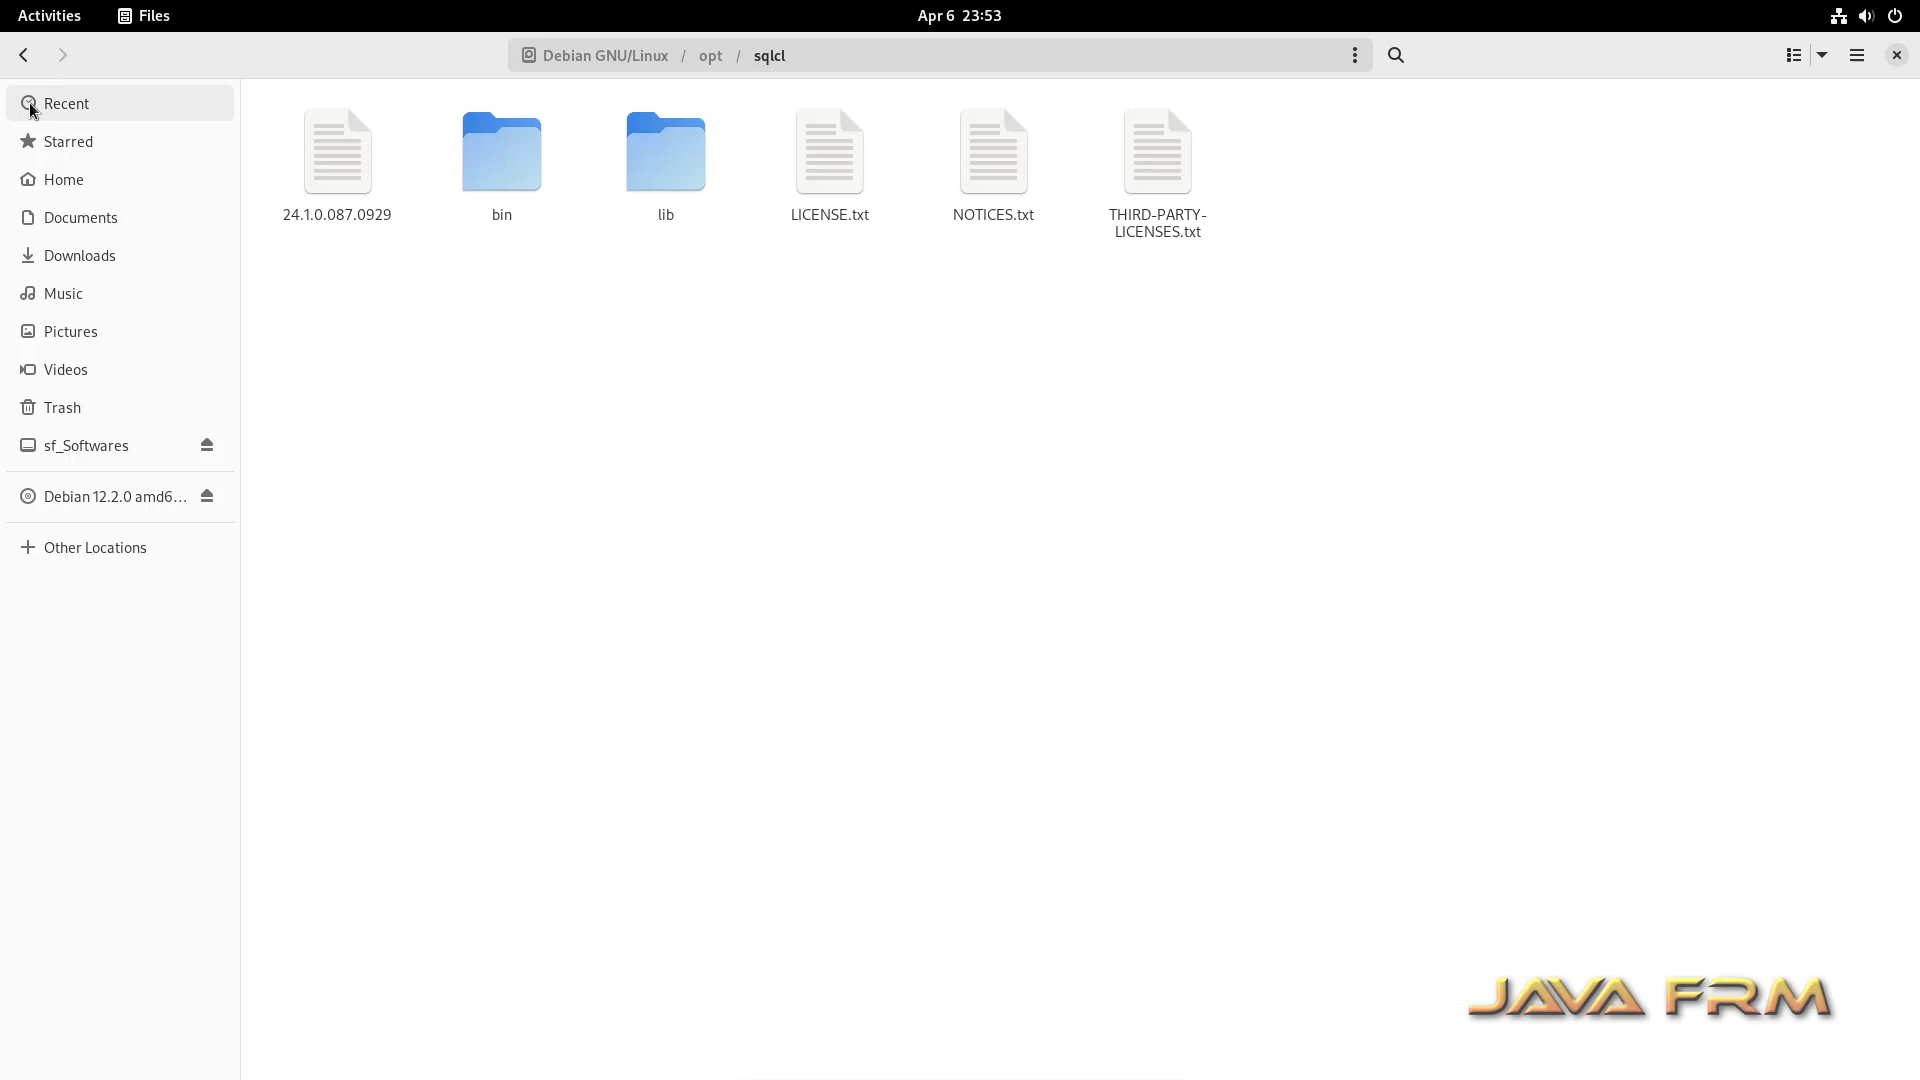 Activities Files Apr 6 23:53
Debian GNU/Linux / opt / sqlcl
Recent
Starred
Home
Documents
Downloads
Music
Pictures
Videos
Trash
sf_Softwares
Debian 12.2.0 amd6...
Other Locations
24.1.0.087.0929
bin
lib
LICENSE.txt
NOTICES.txt
THIRD-PARTY-
LICENSES.txt
JAVA FRM